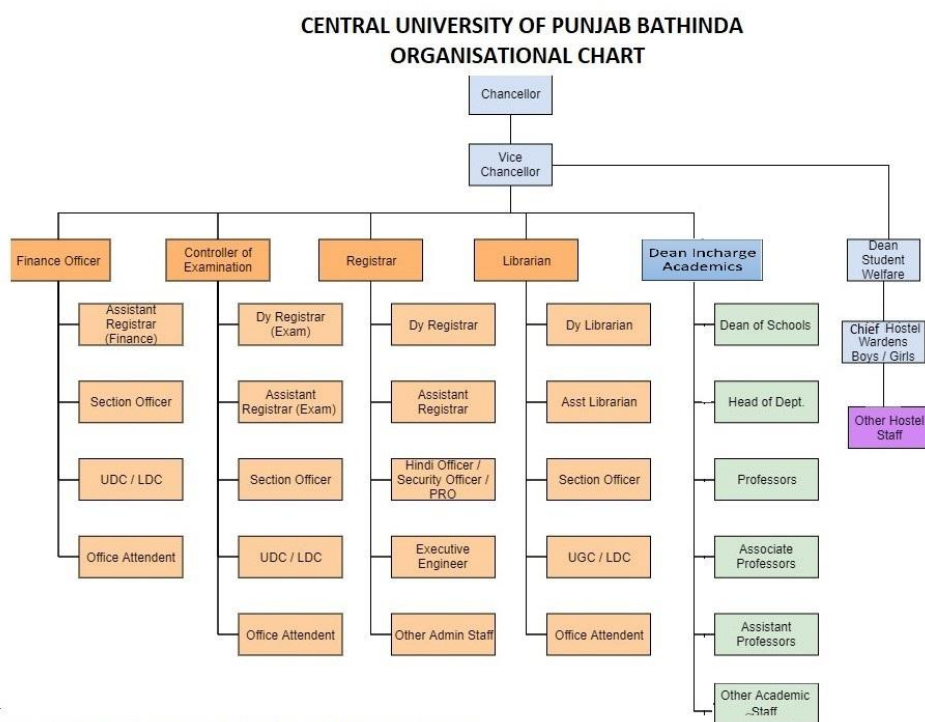 CENTRAL UNIVERSITY OF PUNJAB BATHINDA
ORGANISATIONAL CHART
Chancellor
Vice
Chancellor
Finance Officer
Controller of
Examination
Registrar
Librarian
Dean Incharge
Academics
Dean
Student
Welfare
Assistant
Registrar
(Finance)
Dy Registrar
(Exam)
Dy Registrar
Dy Librarian
Dean of Schools
Chief Hostel
Wardens
Boys / Girls
Section Officer
Assistant
Registrar (Exam)
Assistant
Registrar
Asst Librarian
Head of Dept.
Other Hostel
Staff
UDC / LDC
Section Officer
Hindi Officer /
Security Officer /
PRO
Section Officer
Professors
Office Attendent
UDC / LDC
Executive
Engineer
UGC / LDC
Associate
Professors
Office Attendent
Other Admin Staff
Office Attendent
Assistant
Professors
Other Academic
Staff